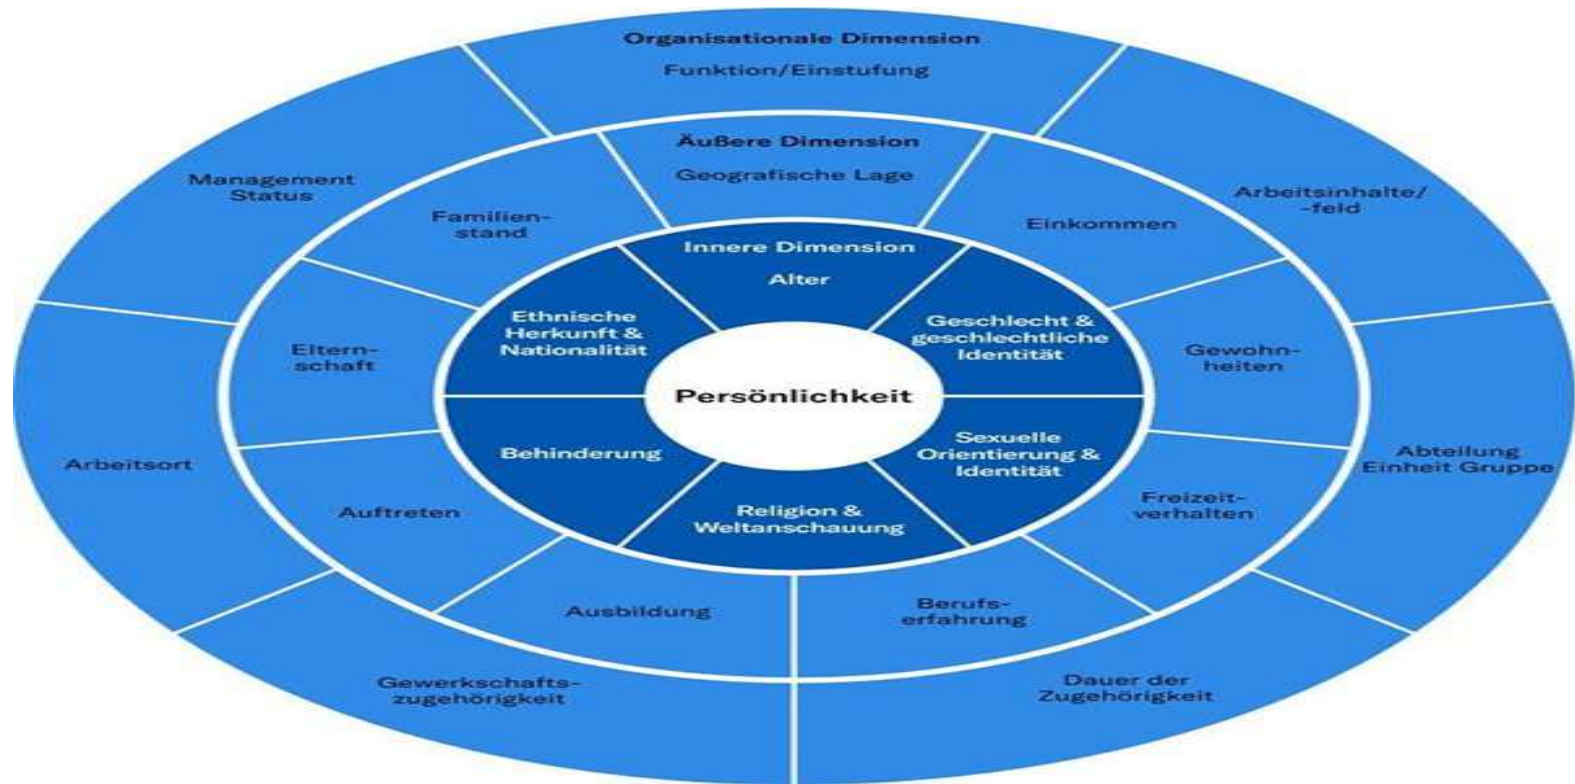 Organisationale Dimension
Funktion/Einstufung
Äußere Dimension
Geografische Lage
Management
Status
Arbeitsinhalte/
-feld
Familien-
stand
Einkommen
Innere Dimension
Alter
Ethnische
Herkunft &
Nationalität
Geschlecht &
geschlechtliche
Identität
Eltern-
schaft
Gewohn-
heiten
Persönlichkeit
Arbeitsort
Behinderung
Sexuelle
Orientierung &
Identität
Abteilung
Einheit Gruppe
Auftreten
Religion &
Weltanschauung
Freizeit-
verhalten
Ausbildung
Berufs-
erfahrung
Gewerkschafts-
zugehörigkeit
Dauer der
Zugehörigkeit